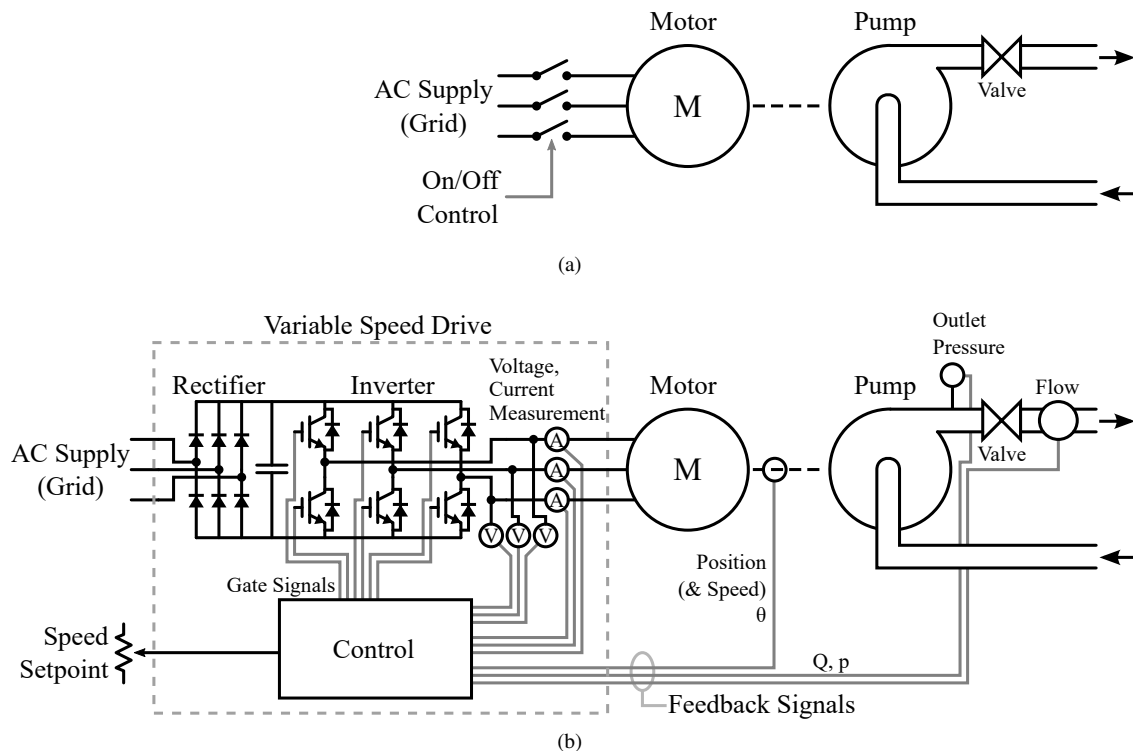 Motor
Pump
AC Supply
(Grid)
M
Valve
On/Off
Control
(a)
Variable Speed Drive
Outlet
Pressure
Rectifier
Inverter
Voltage,
Current
Measurement
Motor
Pump
Flow
A
AC Supply
(Grid)
A
M
Valve
A
V V V
Position
(& Speed)
θ
Gate Signals
Speed
Setpoint
Control
Q, p
Feedback Signals
(b)